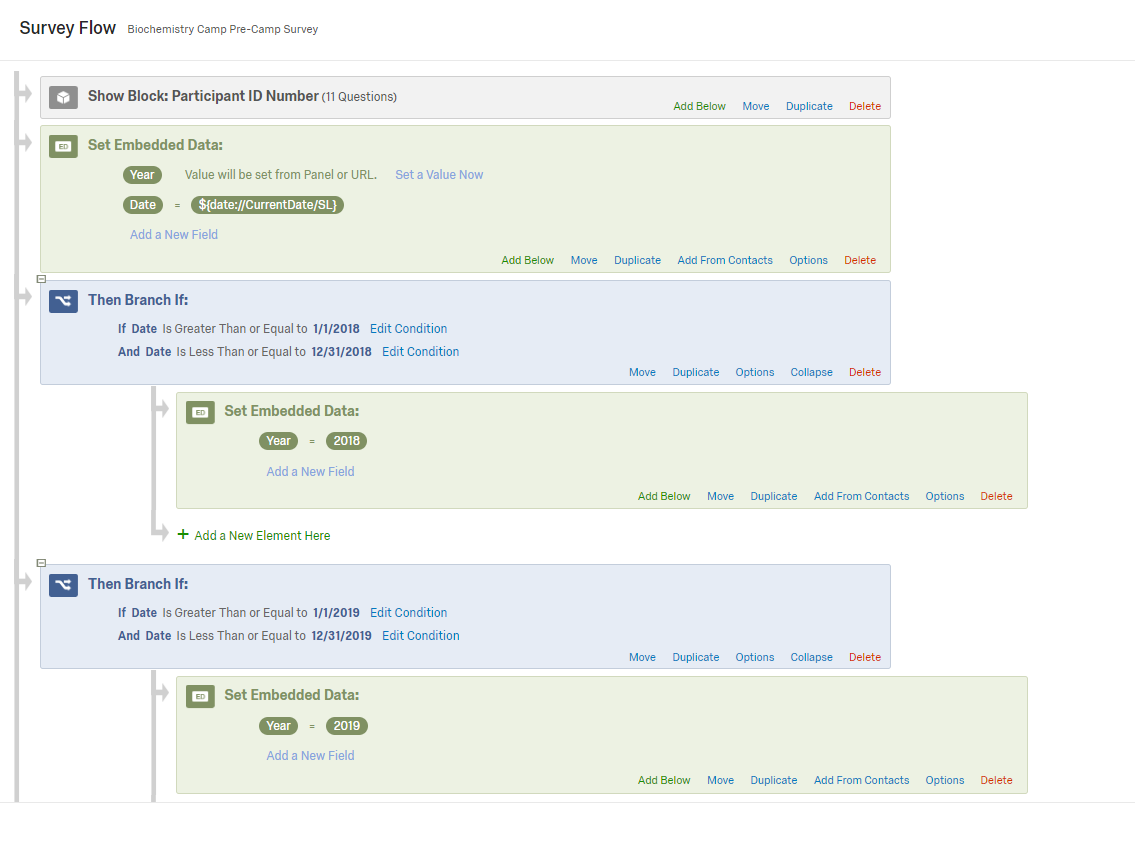 Survey Flow Biochemistry Camp Pre-Camp Survey
Show Block: Participant ID Number (11 Questions)
Add Below Move Duplicate Delete
ED Set Embedded Data:
Year Value will be set from Panel or URL. Set a Value Now
Date = ${date://CurrentDate/SL}
Add a New Field
Add Below Move Duplicate Add From Contacts Options Delete
Then Branch If:
If Date Is Greater Than or Equal to 1/1/2018 Edit Condition
And Date Is Less Than or Equal to 12/31/2018 Edit Condition
Move Duplicate Options Collapse Delete
ED Set Embedded Data:
Year = 2018
Add a New Field
Add Below Move Duplicate Add From Contacts Options Delete
+ Add a New Element Here
Then Branch If:
If Date Is Greater Than or Equal to 1/1/2019 Edit Condition
And Date Is Less Than or Equal to 12/31/2019 Edit Condition
Move Duplicate Options Collapse Delete
ED Set Embedded Data:
Year = 2019
Add a New Field
Add Below Move Duplicate Add From Contacts Options Delete